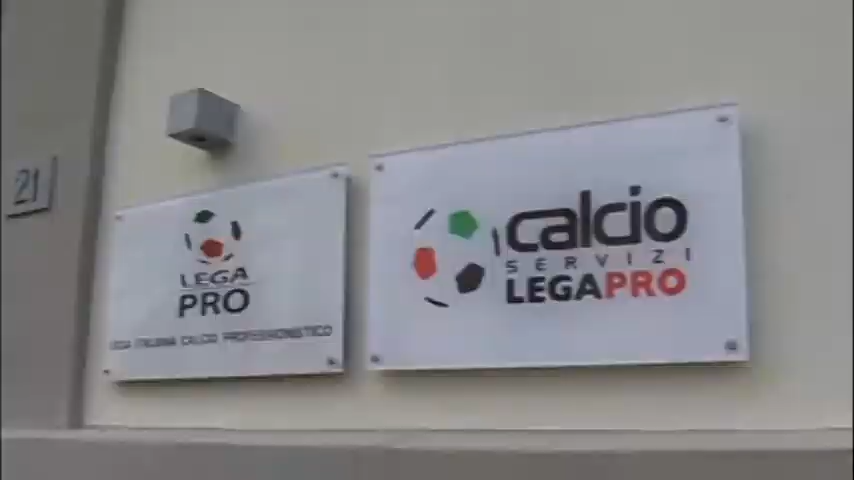 21
LEGA
PRO
LEGA ITALIANA CALCIO PROFESSIONISTICO
calcio
SERVIZI
LEGAPRO